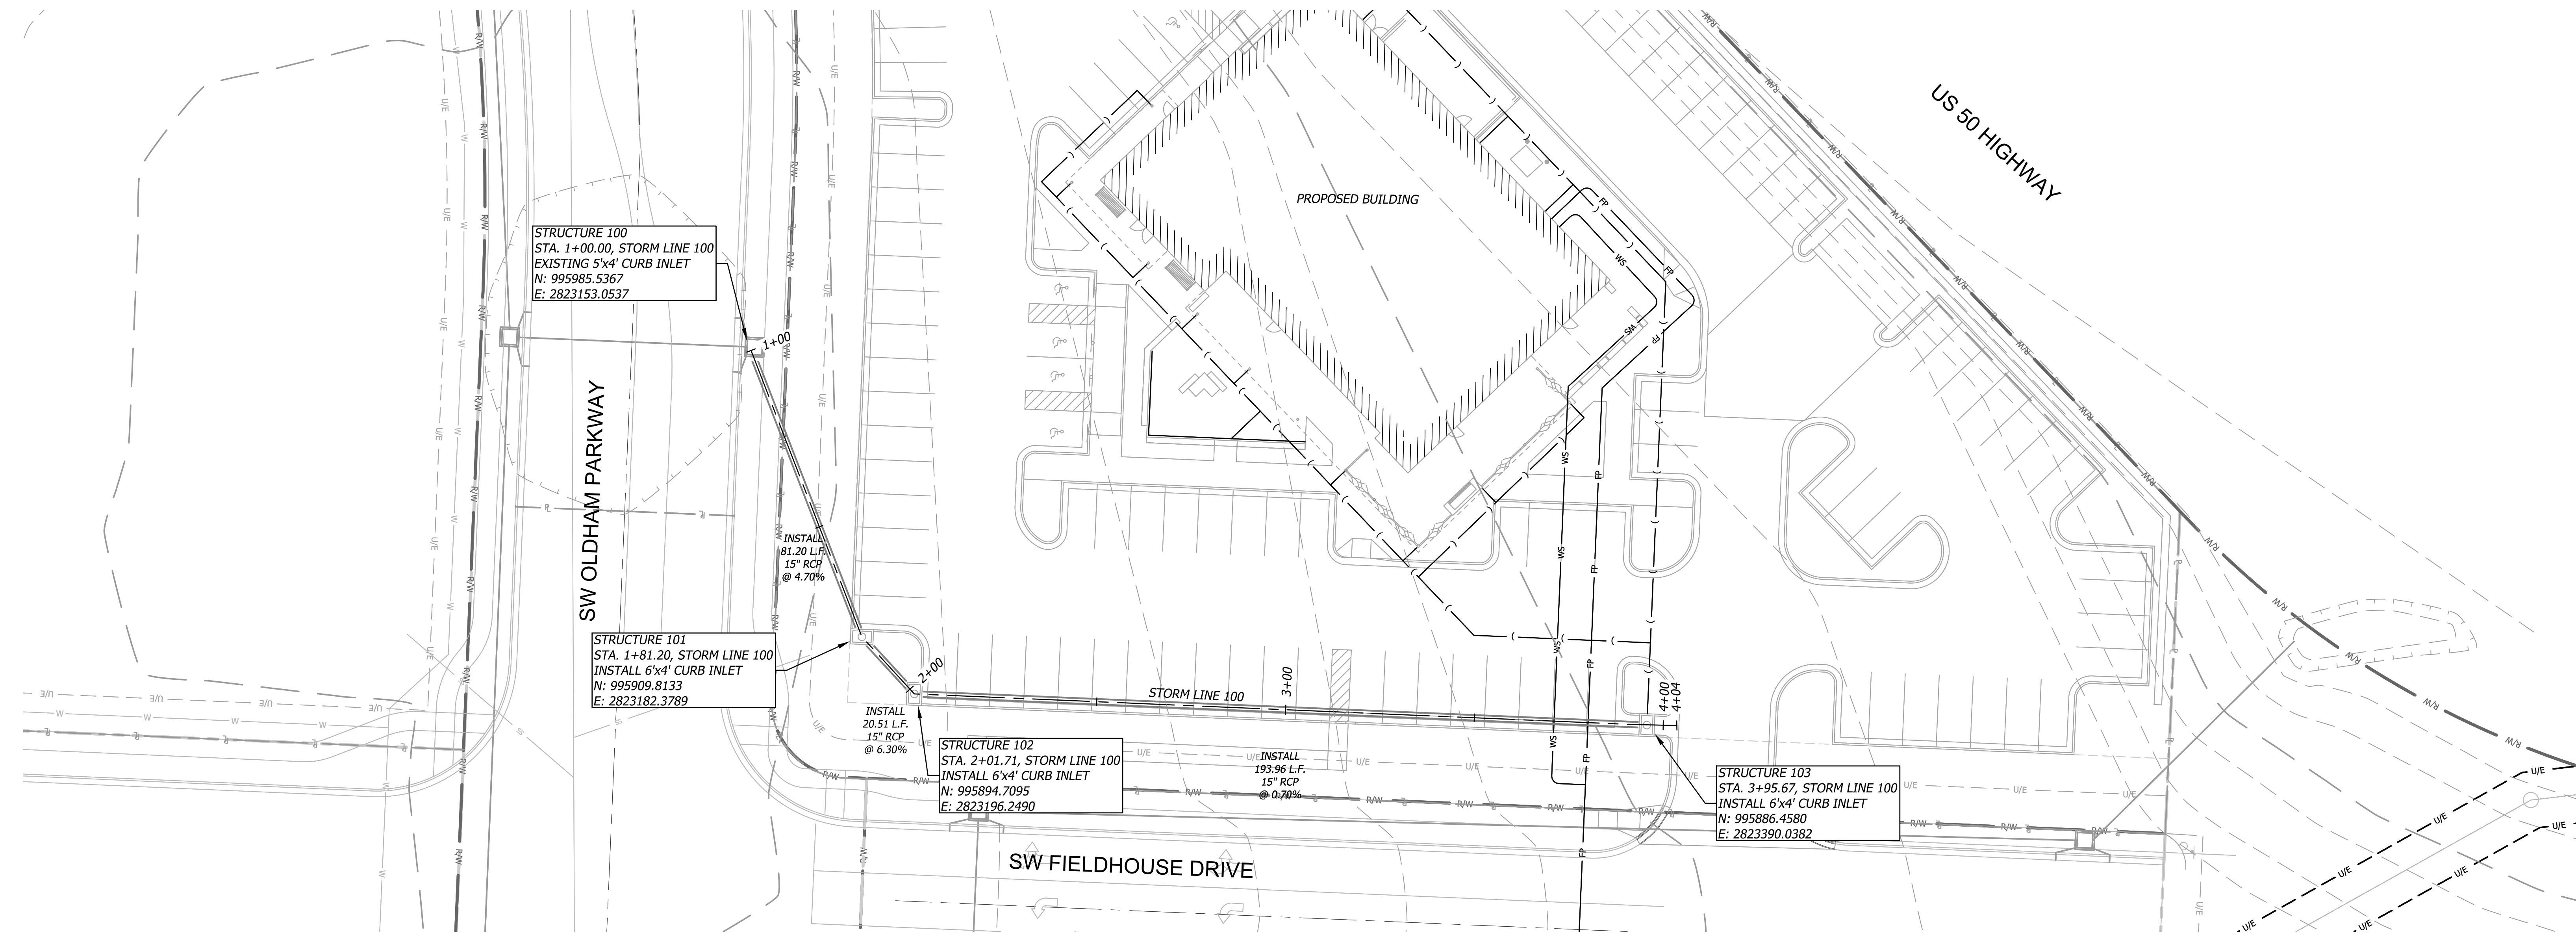 US 50 HIGHWAY
PROPOSED BUILDING
STRUCTURE 100
STA. 1+00.00, STORM LINE 100
EXISTING 5'x4' CURB INLET
N: 995985.5367
E: 2823153.0537
1+00
SW OLDHAM PARKWAY
INSTALL
81.20 L.F.
15" RCP
@ 4.70%
STRUCTURE 101
STA. 1+81.20, STORM LINE 100
INSTALL 6'x4' CURB INLET
N: 995909.8133
E: 2823182.3789
2+00
STORM LINE 100
3+00
4+00
4+04
INSTALL
20.51 L.F.
15" RCP
@ 6.30%
STRUCTURE 102
STA. 2+01.71, STORM LINE 100
INSTALL 6'x4' CURB INLET
N: 995894.7095
E: 2823196.2490
INSTALL
193.96 L.F.
15" RCP
@ 0.70%
STRUCTURE 103
STA. 3+95.67, STORM LINE 100
INSTALL 6'x4' CURB INLET
N: 995886.4580
E: 2823390.0382
SW FIELDHOUSE DRIVE
R/W
U/E
W
WS
FP